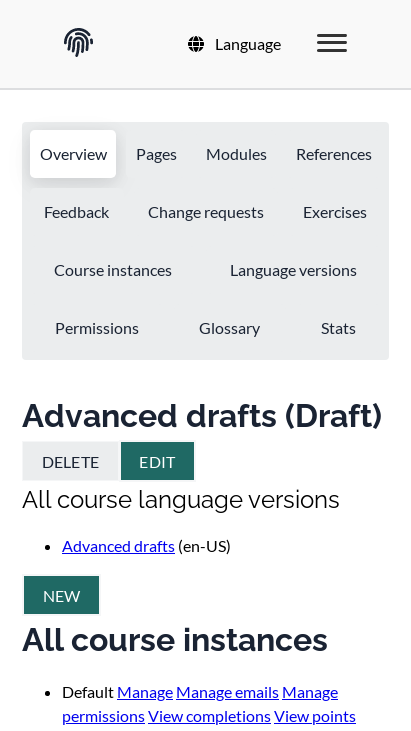 Language
Overview Pages Modules References
Feedback Change requests Exercises
Course instances Language versions
Permissions Glossary Stats
Advanced drafts (Draft)
DELETE EDIT
All course language versions
Advanced drafts (en-US)
NEW
All course instances
Default Manage Manage emails Manage
permissions View completions View points